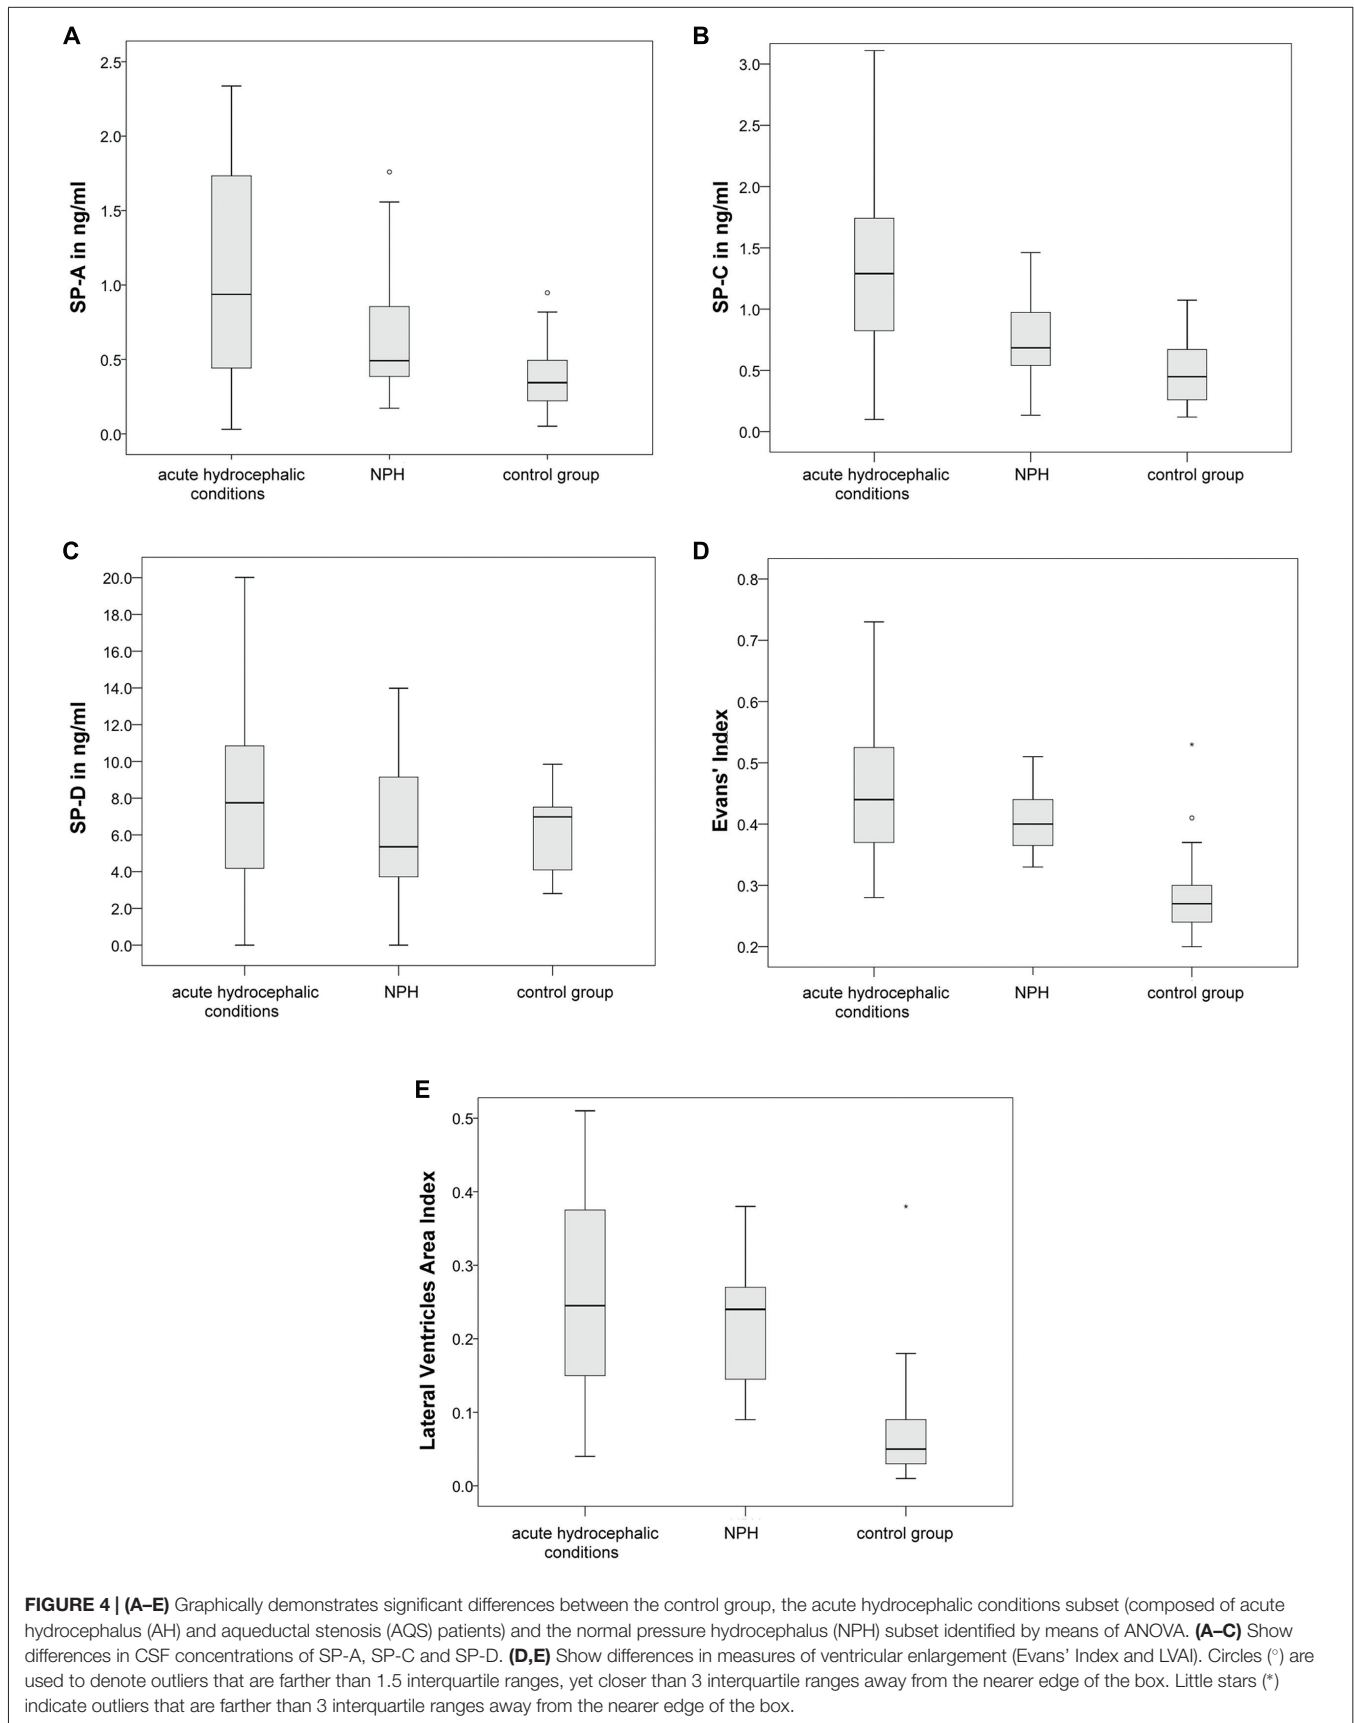 A
SP-A in ng/ml
2.5
2.0
1.5
1.0
0.5
0.0
acute hydrocephalic
conditions
NPH
control group
B
SP-C in ng/ml
3.0
2.5
2.0
1.5
1.0
0.5
0.0
acute hydrocephalic
conditions
NPH
control group
C
SP-D in ng/ml
20.0
18.0
16.0
14.0
12.0
10.0
8.0
6.0
4.0
2.0
0.0
acute hydrocephalic
conditions
NPH
control group
D
Evans' Index
0.8
0.7
0.6
0.5
0.4
0.3
0.2
acute hydrocephalic
conditions
NPH
control group
E
Lateral Ventricles Area Index
0.5
0.4
0.3
0.2
0.1
0.0
acute hydrocephalic
conditions
NPH
control group
FIGURE 4 | (A–E) Graphically demonstrates significant differences between the control group, the acute hydrocephalic conditions subset (composed of acute
hydrocephalus (AH) and aqueductal stenosis (AQS) patients) and the normal pressure hydrocephalus (NPH) subset identified by means of ANOVA. (A–C) Show
differences in CSF concentrations of SP-A, SP-C and SP-D. (D,E) Show differences in measures of ventricular enlargement (Evans' Index and LVAI). Circles (°) are
used to denote outliers that are farther than 1.5 interquartile ranges, yet closer than 3 interquartile ranges away from the nearer edge of the box. Little stars (*)
indicate outliers that are farther than 3 interquartile ranges away from the nearer edge of the box.